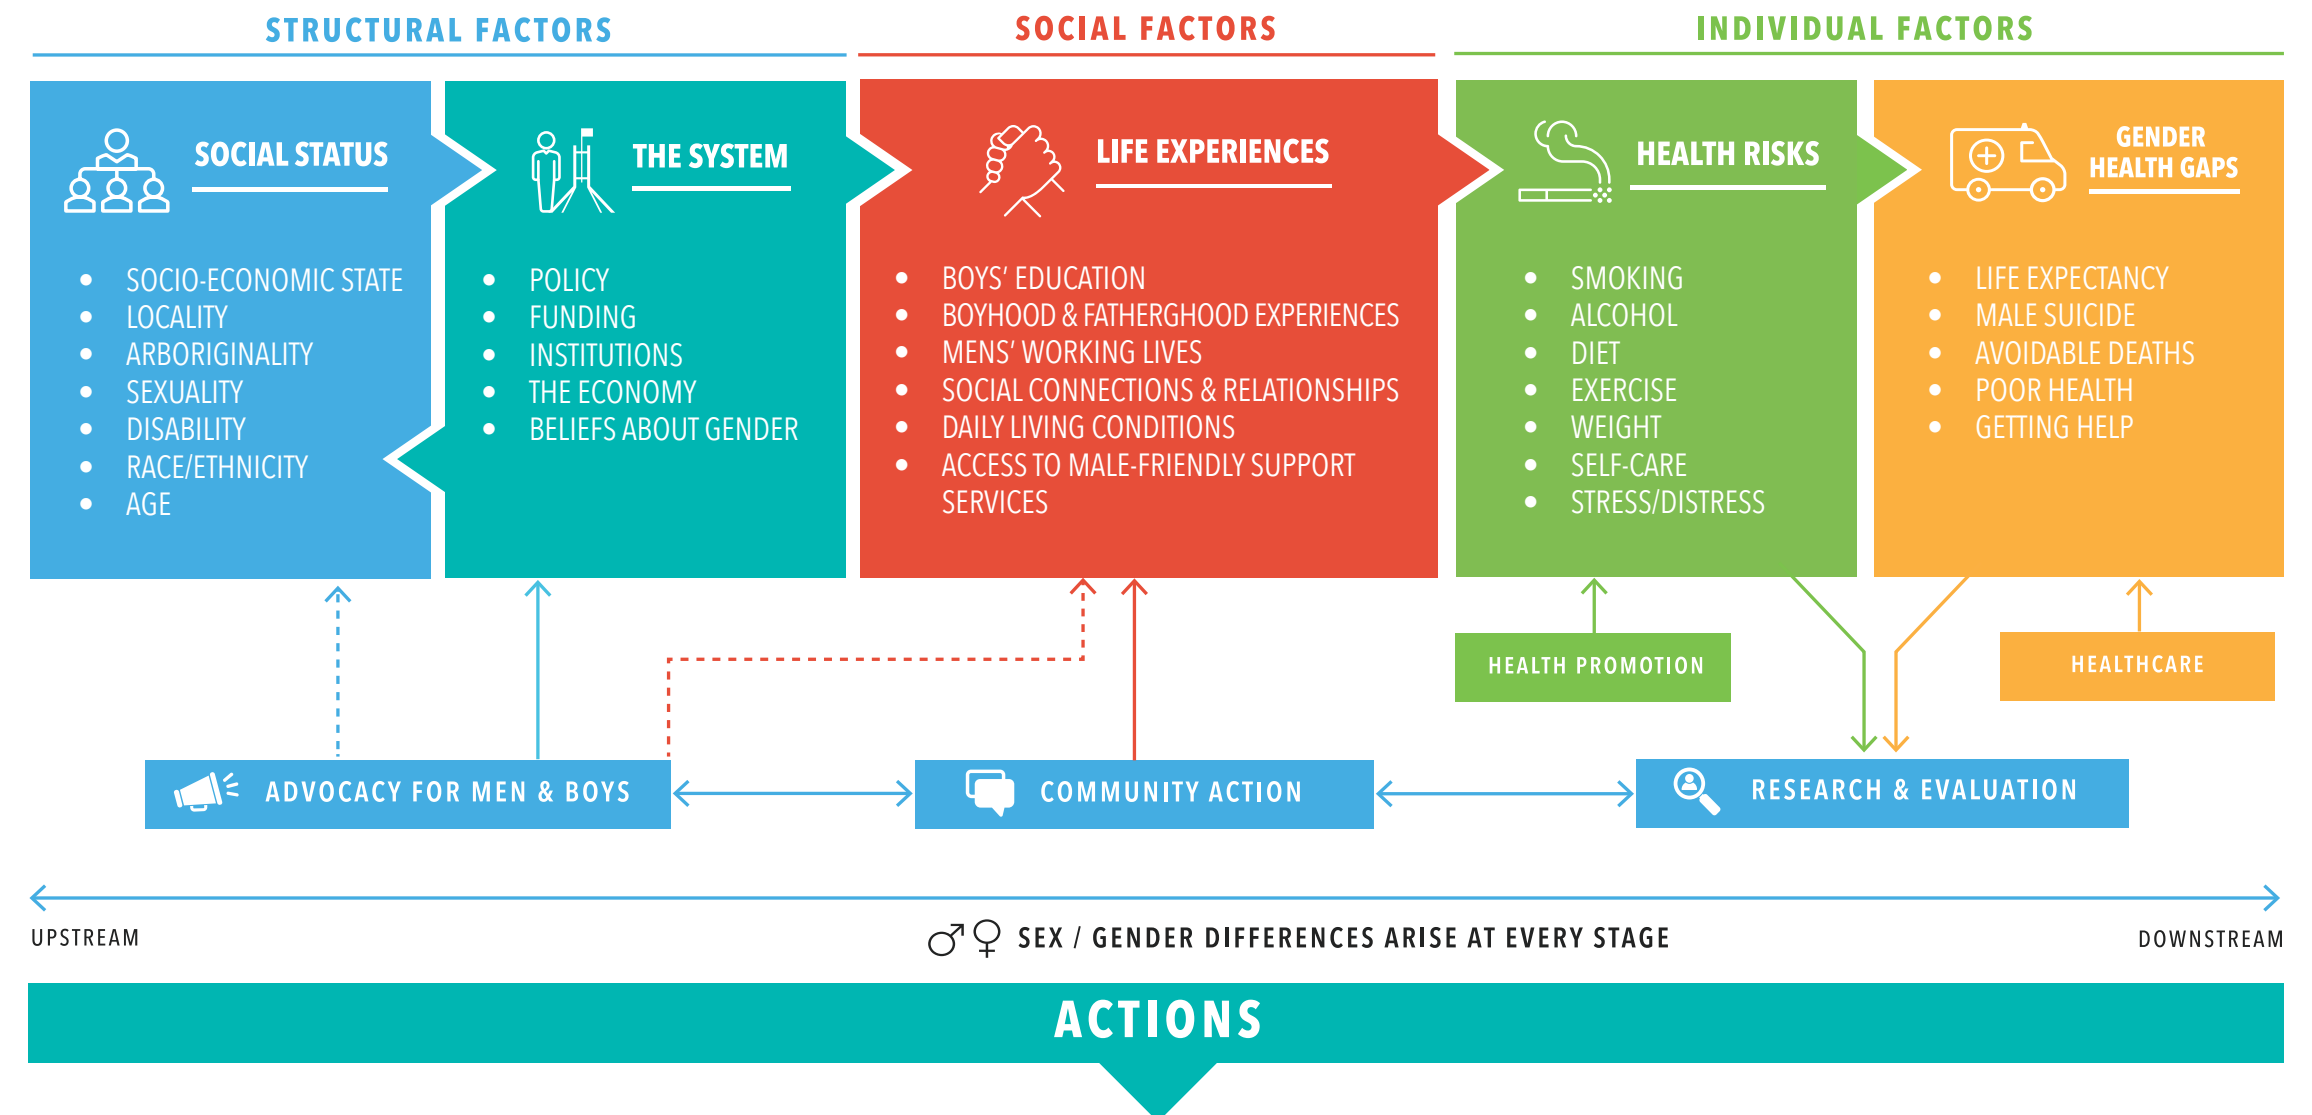 STRUCTURAL FACTORS
SOCIAL FACTORS
INDIVIDUAL FACTORS
SOCIAL STATUS
SOCIO-ECONOMIC STATE
LOCALITY
ARBORIGINALITY
SEXUALITY
DISABILITY
RACE/ETHNICITY
AGE
THE SYSTEM
POLICY
FUNDING
INSTITUTIONS
THE ECONOMY
BELIEFS ABOUT GENDER
LIFE EXPERIENCES
BOYS' EDUCATION
BOYHOOD & FATHERGHOOD EXPERIENCES
MENS' WORKING LIVES
SOCIAL CONNECTIONS & RELATIONSHIPS
DAILY LIVING CONDITIONS
ACCESS TO MALE-FRIENDLY SUPPORT
SERVICES
HEALTH RISKS
SMOKING
ALCOHOL
DIET
EXERCISE
WEIGHT
SELF-CARE
STRESS/DISTRESS
GENDER
HEALTH GAPS
LIFE EXPECTANCY
MALE SUICIDE
AVOIDABLE DEATHS
POOR HEALTH
GETTING HELP
HEALTH PROMOTION
HEALTHCARE
ADVOCACY FOR MEN & BOYS
COMMUNITY ACTION
RESEARCH & EVALUATION
UPSTREAM
SEX / GENDER DIFFERENCES ARISE AT EVERY STAGE
DOWNSTREAM
ACTIONS